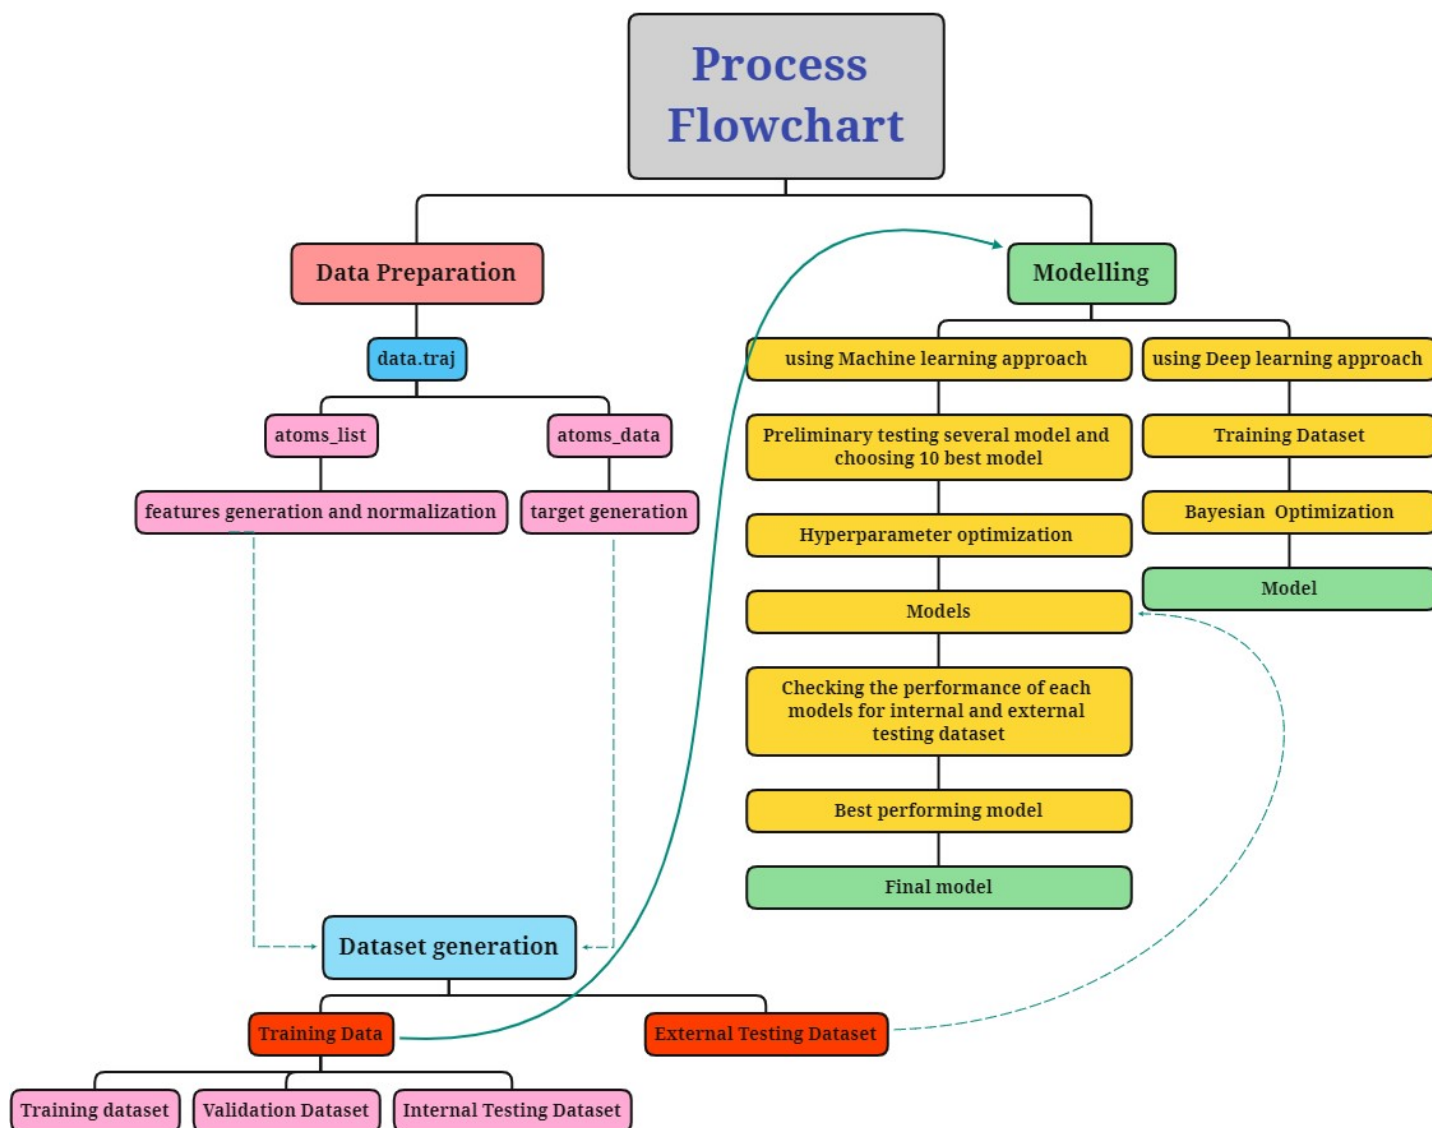 Process
Flowchart
Data Preparation
Modelling
data.traj
using Machine learning approach
using Deep learning approach
atoms_list
atoms_data
Preliminary testing several model and
choosing 10 best model
Training Dataset
features generation and normalization
target generation
Hyperparameter optimization
Bayesian Optimization
Models
Model
Checking the performance of each
models for internal and external
testing dataset
Best performing model
Final model
Dataset generation
Training Data
External Testing Dataset
Training dataset
Validation Dataset
Internal Testing Dataset